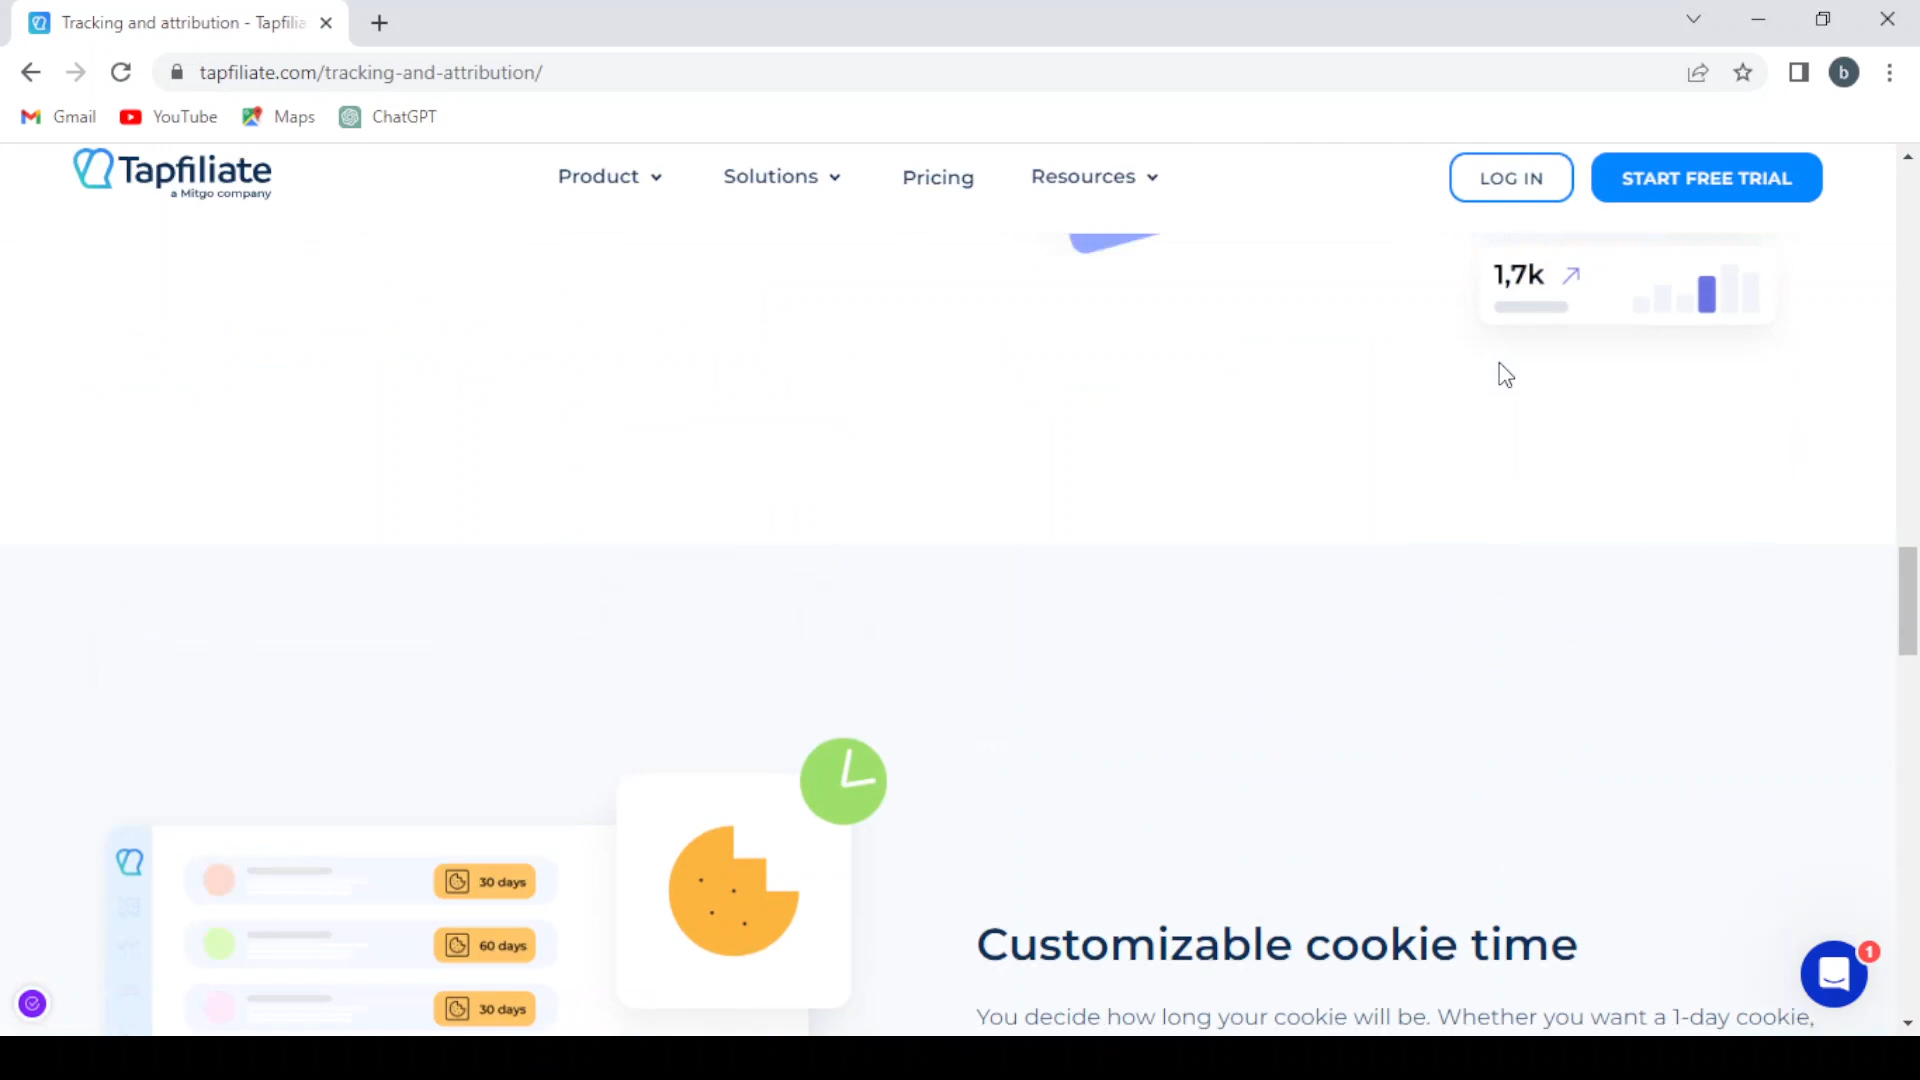 Tracking and attribution - Tapfilia
tapfiliate.com/tracking-and-attribution/
b
Gmail
YouTube
Maps
ChatGPT
Tapfiliate
a Mitgo company
Product
Solutions
Pricing
Resources
LOG IN
START FREE TRIAL
1,7k
30 days
60 days
30 days
Customizable cookie time
You decide how long your cookie will be. Whether you want a 1-day cookie,
1